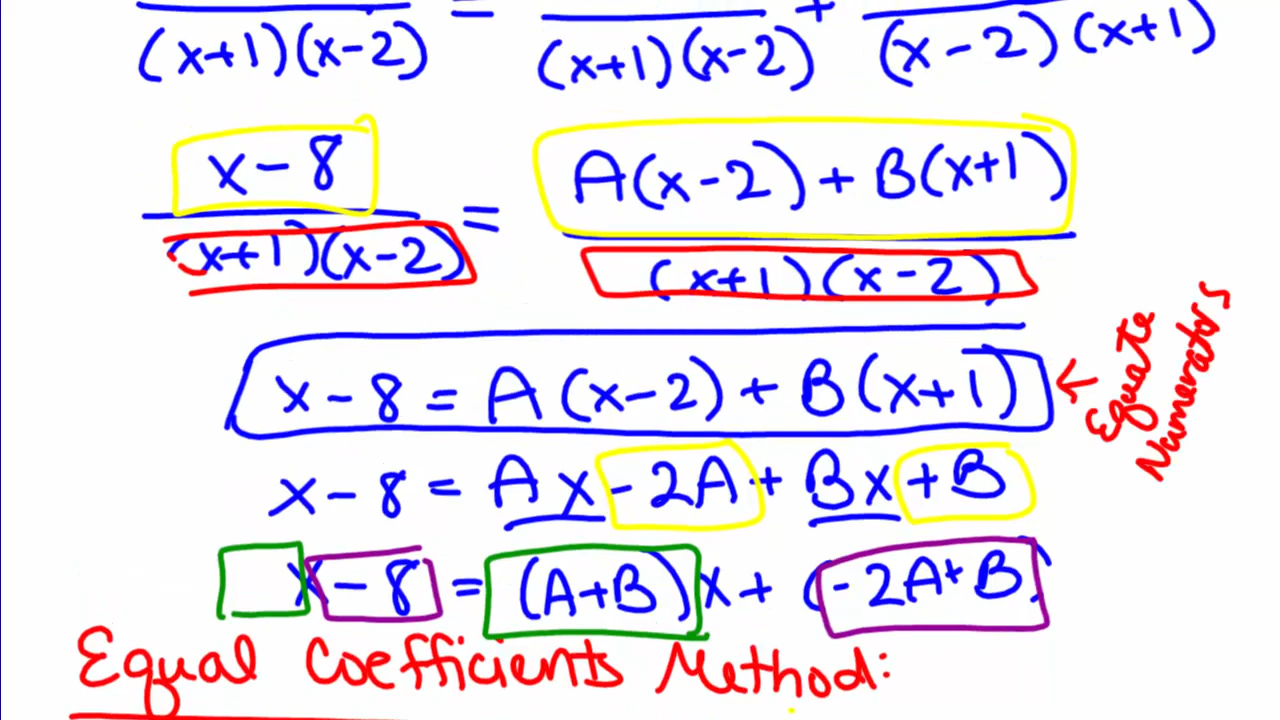 (x+1)(x-2) = (x+1)(x-2) + (x-2)(x+1)
x-8 = A(x-2)+B(x+1)
(x+1)(x-2) (x+1)(x-2)
x-8 = A(x-2) + B(x+1) ← Equate Numerators
x-8 = Ax-2A + Bx+B
x-8 = (A+B)x + (-2A+B)
Equal Coefficients Method: